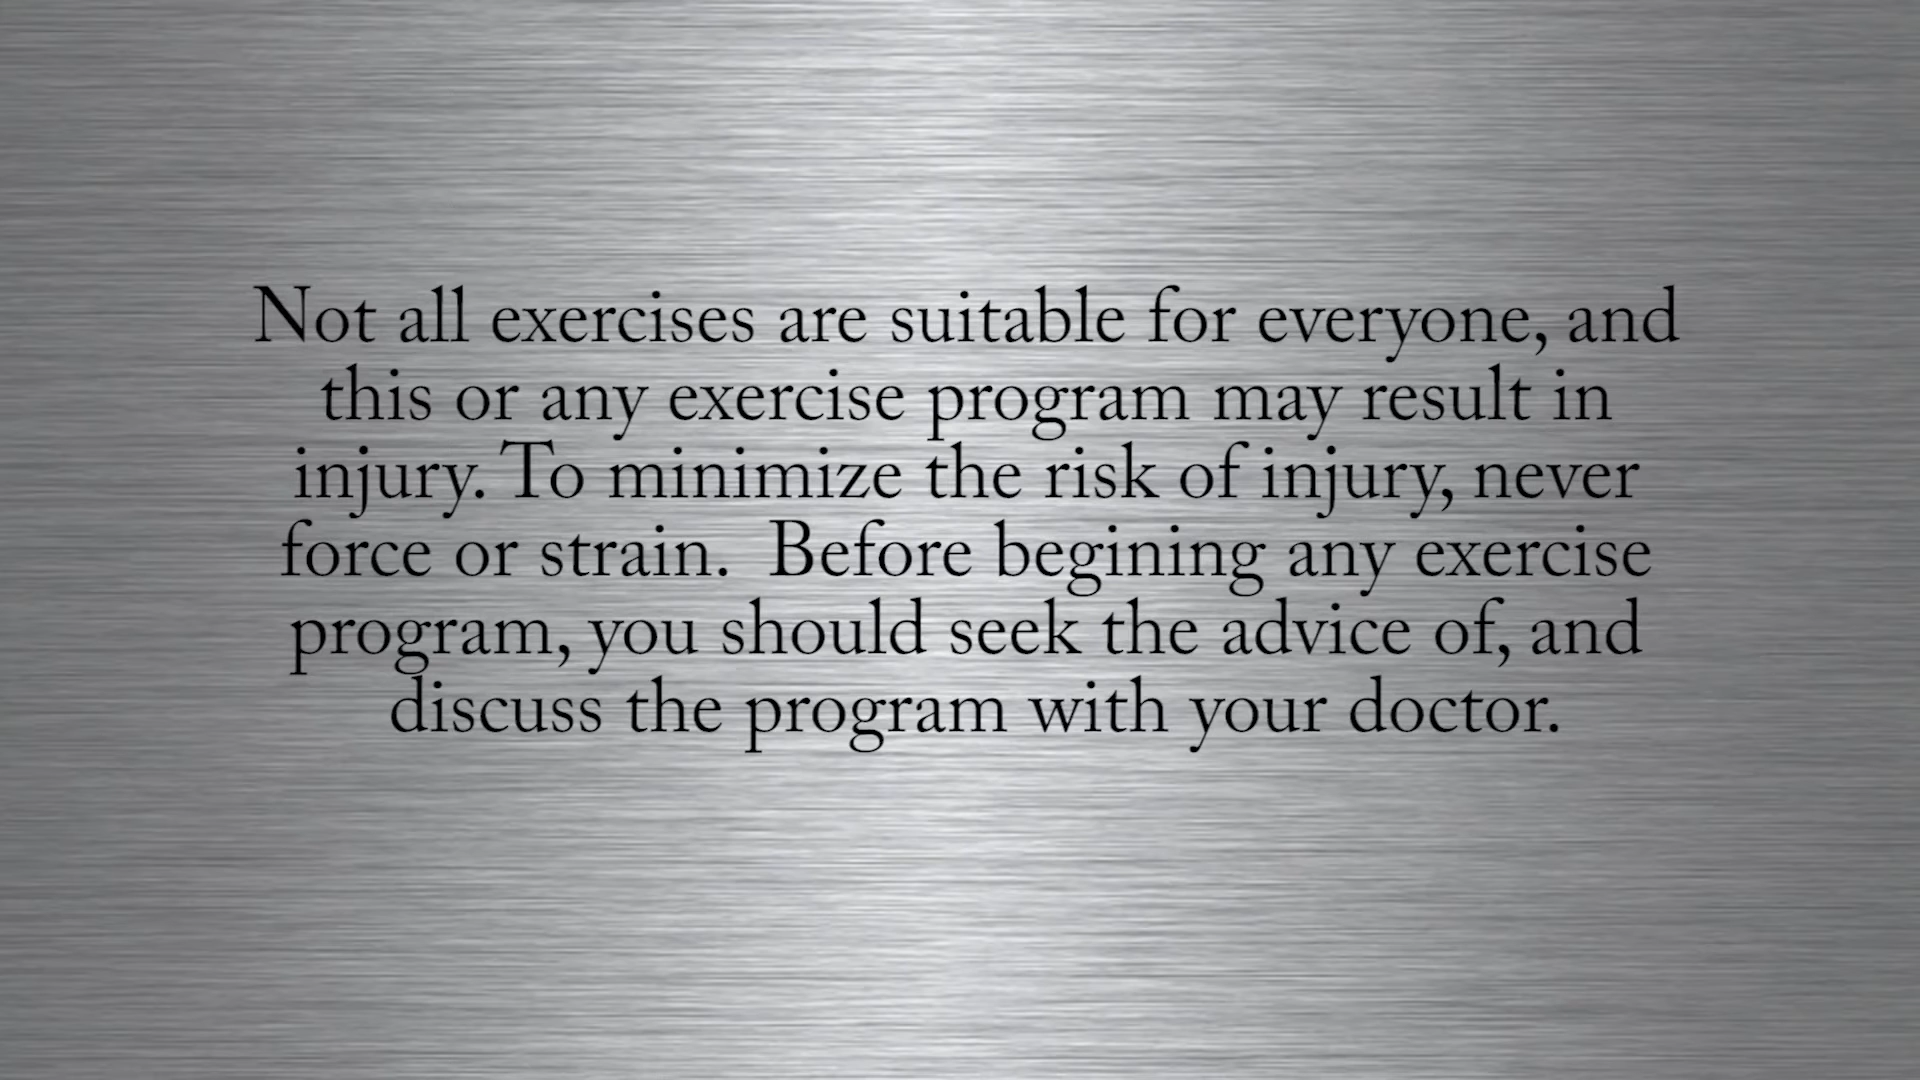 Not all exercises are suitable for everyone, and
this or any exercise program may result in
injury. To minimize the risk of injury, never
force or strain.  Before begining any exercise
program, you should seek the advice of, and
discuss the program with your doctor.